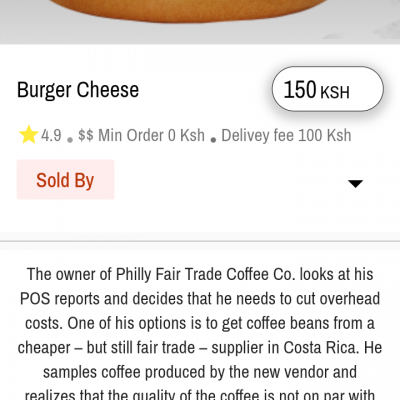 Burger Cheese
150 KSH
4.9 • $$ Min Order 0 Ksh • Delivey fee 100 Ksh
Sold By
The owner of Philly Fair Trade Coffee Co. looks at his
POS reports and decides that he needs to cut overhead
costs. One of his options is to get coffee beans from a
cheaper – but still fair trade – supplier in Costa Rica. He
samples coffee produced by the new vendor and
realizes that the quality of the coffee is not on par with